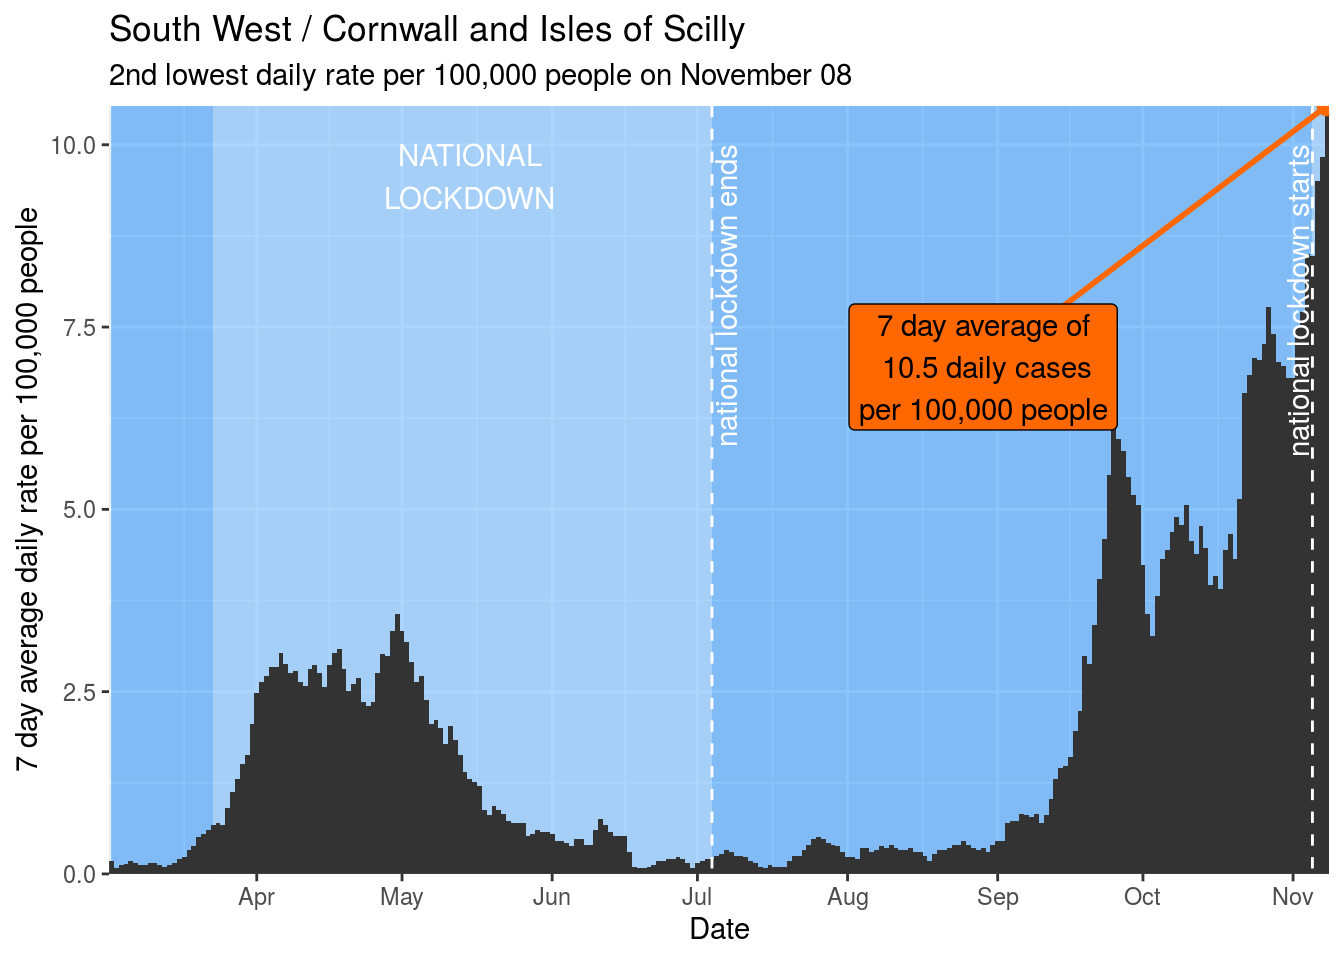 South West / Cornwall and Isles of Scilly
2nd lowest daily rate per 100,000 people on November 08
7 day average daily rate per 100,000 people
10.0
7.5
5.0
2.5
0.0
NATIONAL
LOCKDOWN
national lockdown ends
7 day average of
10.5 daily cases
per 100,000 people
national lockdown starts
Apr
May
Jun
Jul
Aug
Sep
Oct
Nov
Date